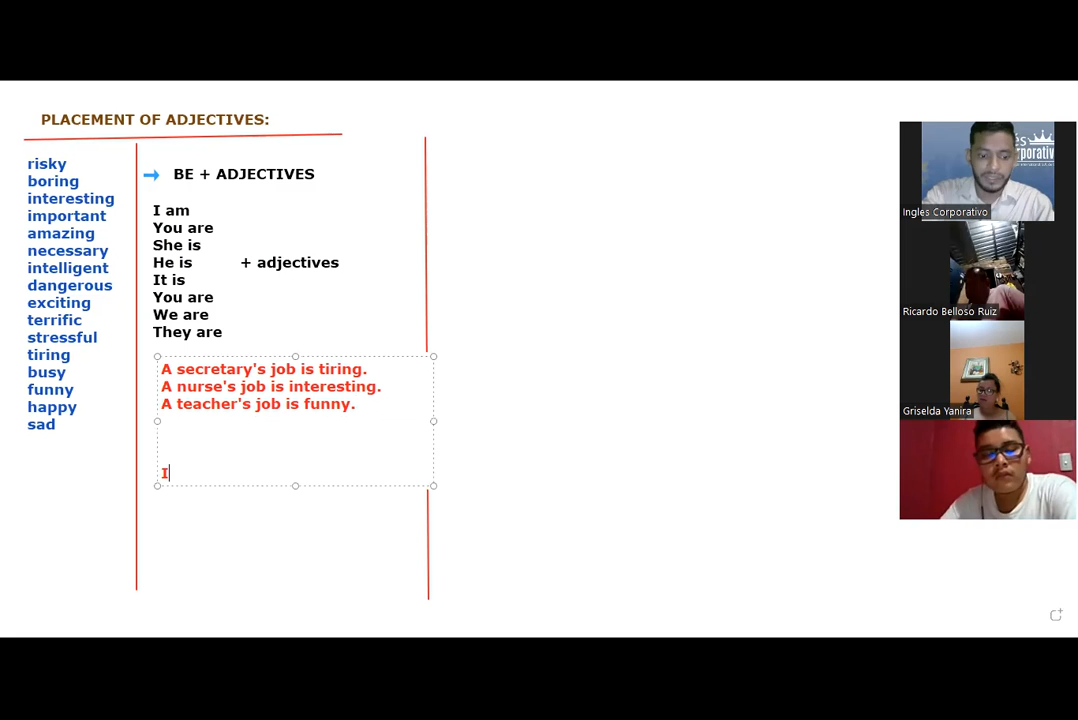 PLACEMENT OF ADJECTIVES:
risky
boring
interesting
important
amazing
necessary
intelligent
dangerous
exciting
terrific
stressful
tiring
busy
funny
happy
sad
BE + ADJECTIVES
I am
You are
She is
He is + adjectives
It is
You are
We are
They are
A secretary's job is tiring.
A nurse's job is interesting.
A teacher's job is funny.
I
Ingles Corporativo
Ricardo Belloso Ruiz
Griselda Yanira